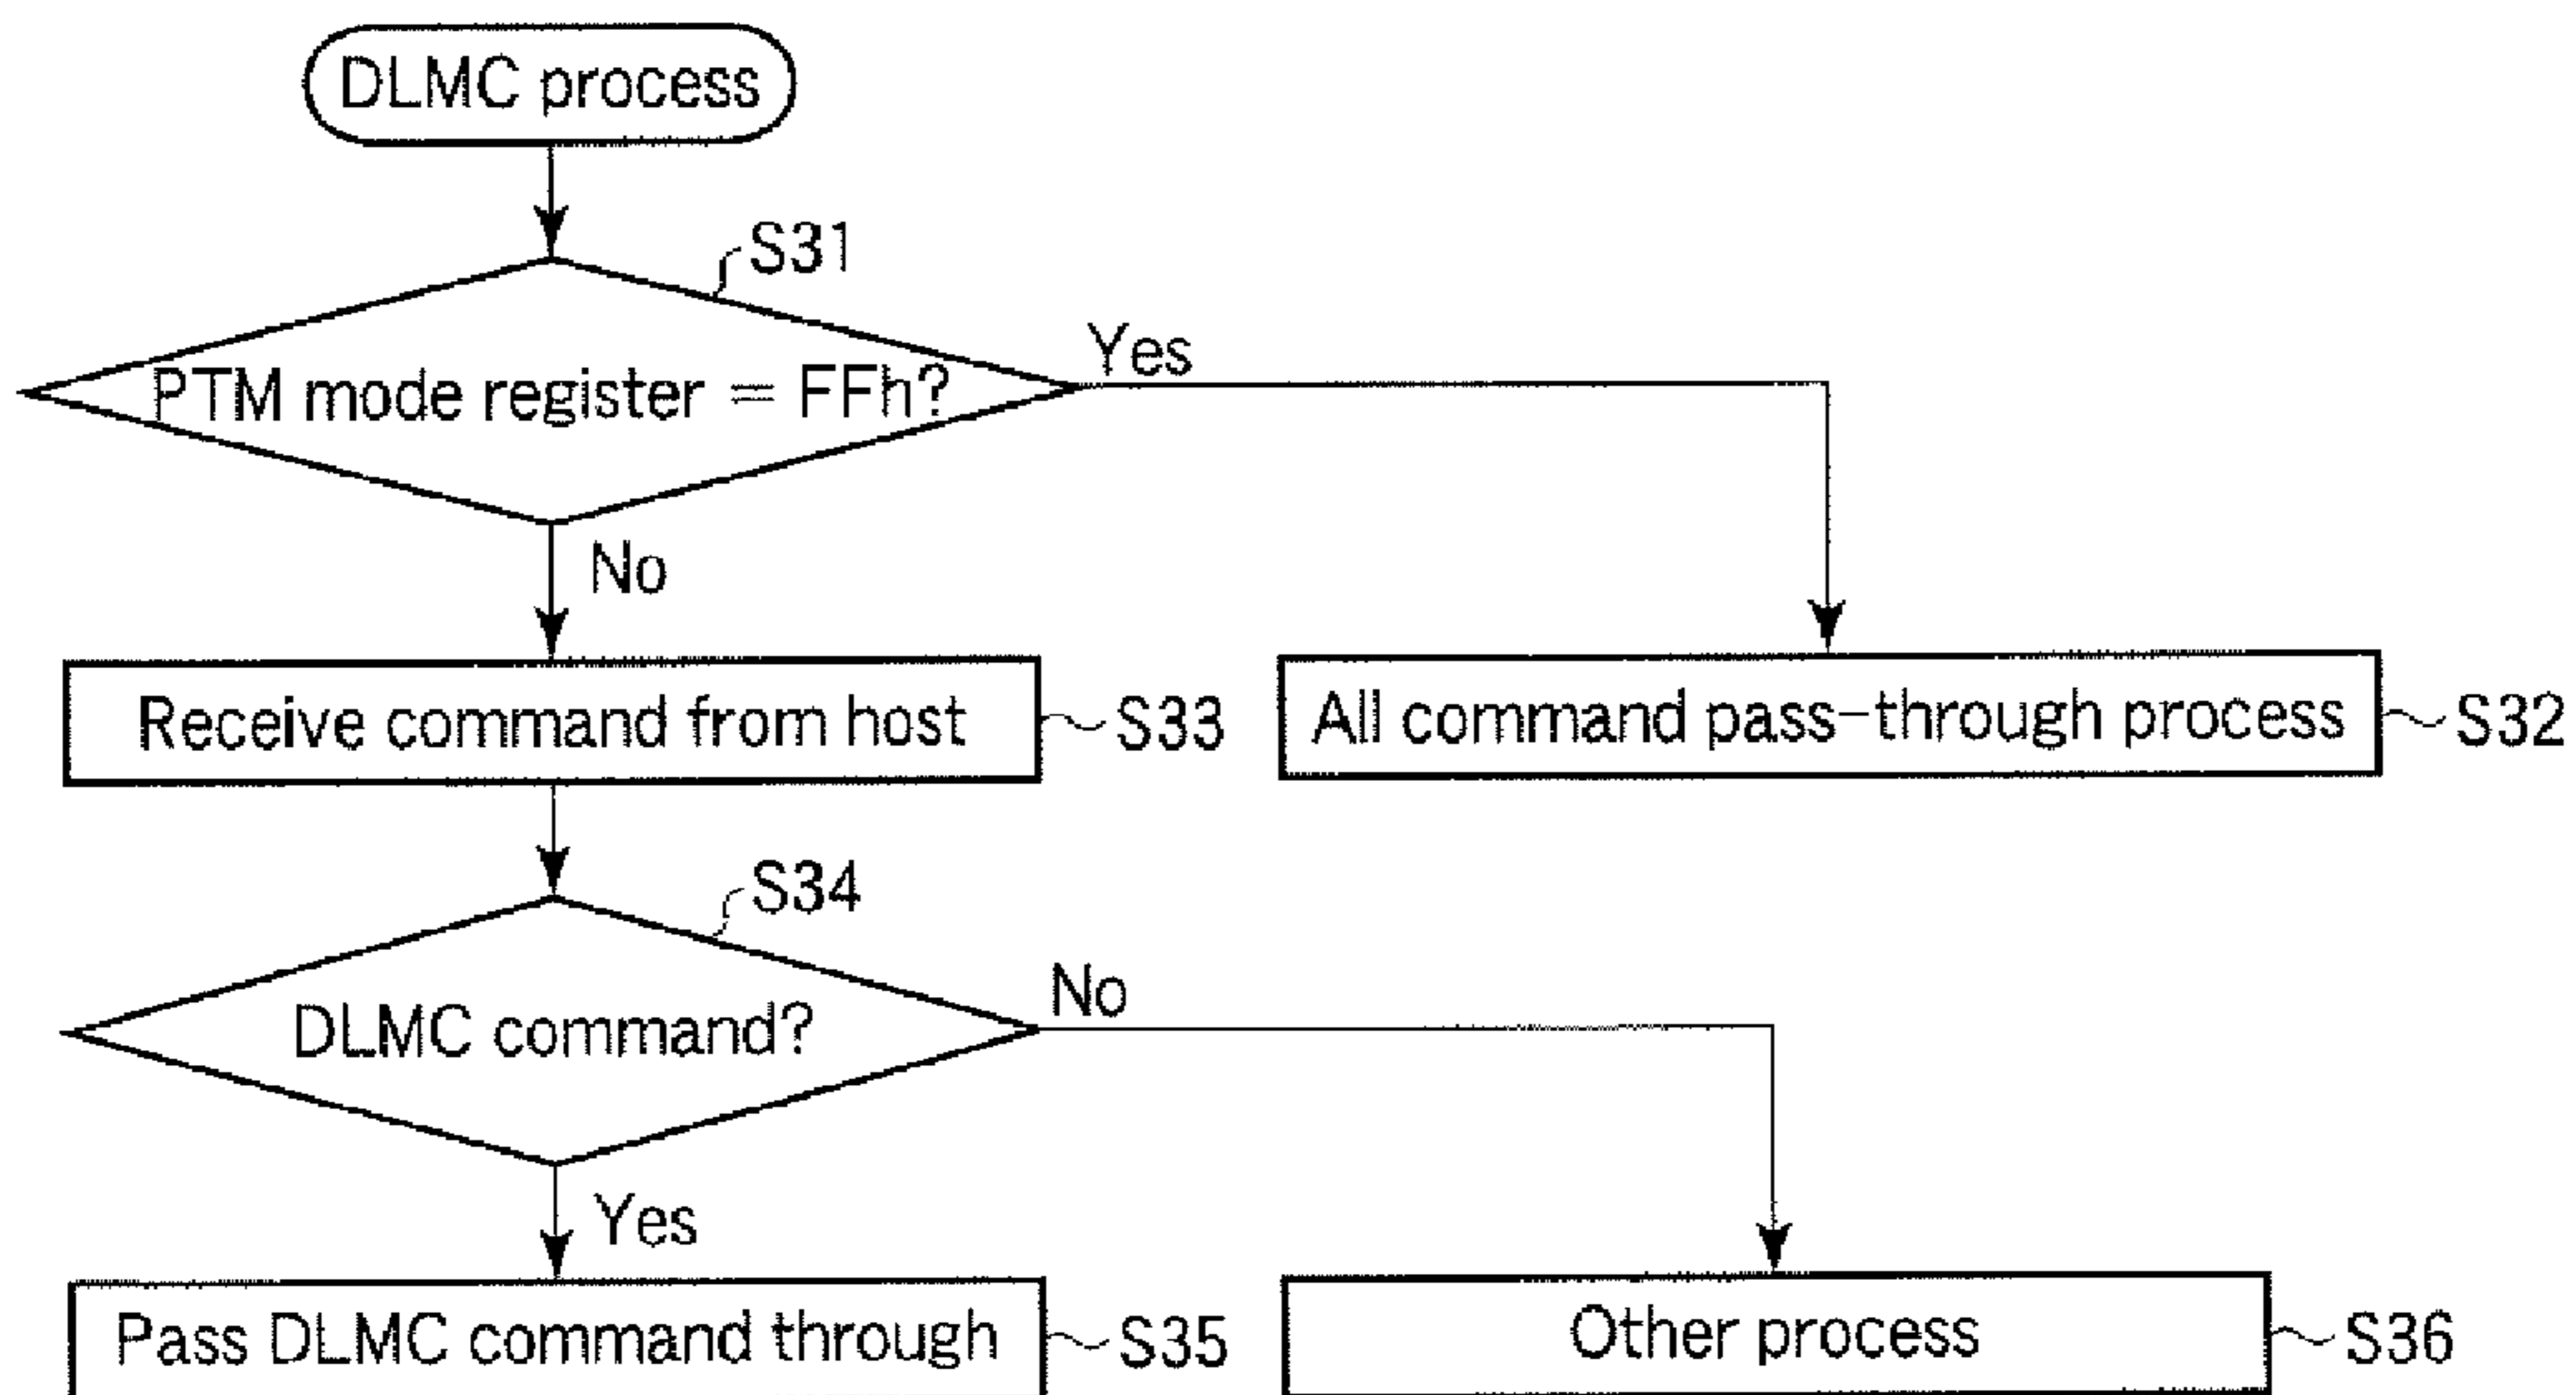 DLMC process
S31
PTM mode register = FFh?
Yes
No
Receive command from host
S33
All command pass-through process
S32
S34
DLMC command?
No
Yes
Pass DLMC command through
S35
Other process
S36